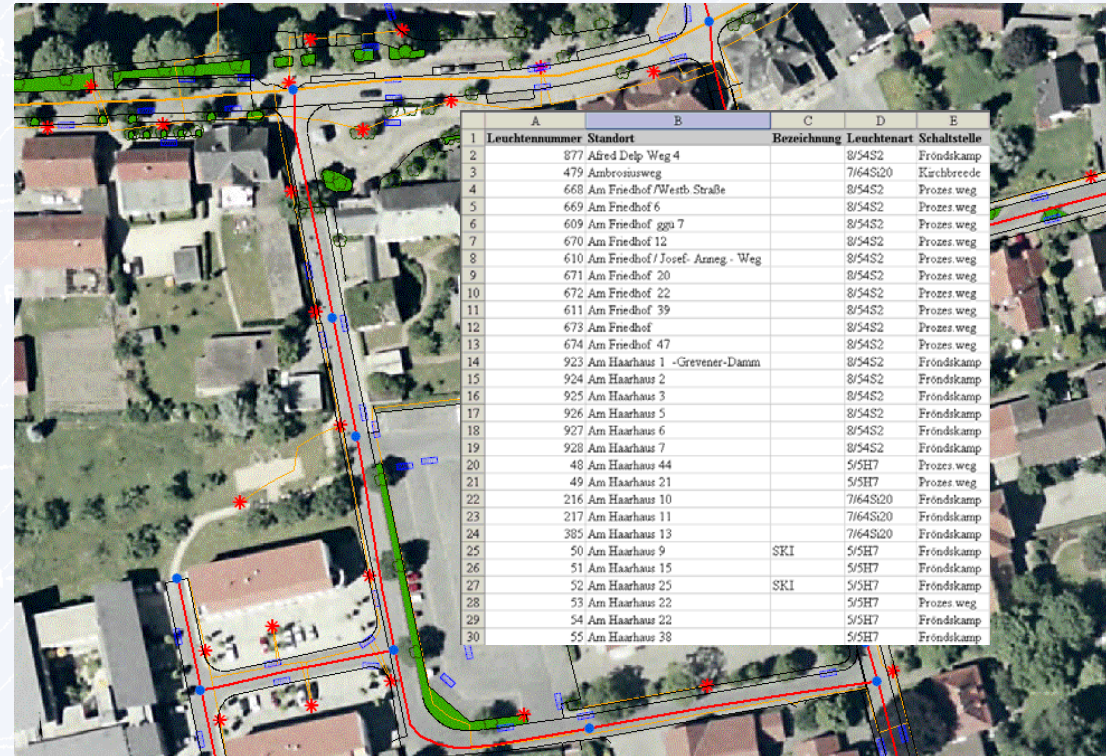 A B C D E
1 Leuchtennummer Standort Bezeichnung Leuchtenart Schaltstelle
2 877 Afred Delp Weg 4 8/54S2 Fröndskamp
3 479 Ambrosiusweg 7/64Si20 Kirchbreede
4 668 Am Friedhof /Westb Straße 8/54S2 Prozes.weg
5 669 Am Friedhof 6 8/54S2 Prozes.weg
6 609 Am Friedhof ggü 7 8/54S2 Prozes.weg
7 670 Am Friedhof 12 8/54S2 Prozes.weg
8 610 Am Friedhof / Josef- Anneg.- Weg 8/54S2 Prozes.weg
9 671 Am Friedhof 20 8/54S2 Prozes.weg
10 672 Am Friedhof 22 8/54S2 Prozes.weg
11 611 Am Friedhof 39 8/54S2 Prozes.weg
12 673 Am Friedhof 8/54S2 Prozes.weg
13 674 Am Friedhof 47 8/54S2 Prozes.weg
14 923 Am Haarhaus 1 -Grevener-Damm 8/54S2 Fröndskamp
15 924 Am Haarhaus 2 8/54S2 Fröndskamp
16 925 Am Haarhaus 3 8/54S2 Fröndskamp
17 926 Am Haarhaus 5 8/54S2 Fröndskamp
18 927 Am Haarhaus 6 8/54S2 Fröndskamp
19 928 Am Haarhaus 7 8/54S2 Fröndskamp
20 48 Am Haarhaus 44 5/5H7 Prozes.weg
21 49 Am Haarhaus 21 5/5H7 Prozes.weg
22 216 Am Haarhaus 10 7/64Si20 Fröndskamp
23 217 Am Haarhaus 11 7/64Si20 Fröndskamp
24 385 Am Haarhaus 13 7/64Si20 Fröndskamp
25 50 Am Haarhaus 9 SKI 5/5H7 Fröndskamp
26 51 Am Haarhaus 15 5/5H7 Fröndskamp
27 52 Am Haarhaus 25 SKI 5/5H7 Fröndskamp
28 53 Am Haarhaus 22 5/5H7 Prozes.weg
29 54 Am Haarhaus 22 5/5H7 Fröndskamp
30 55 Am Haarhaus 38 5/5H7 Fröndskamp